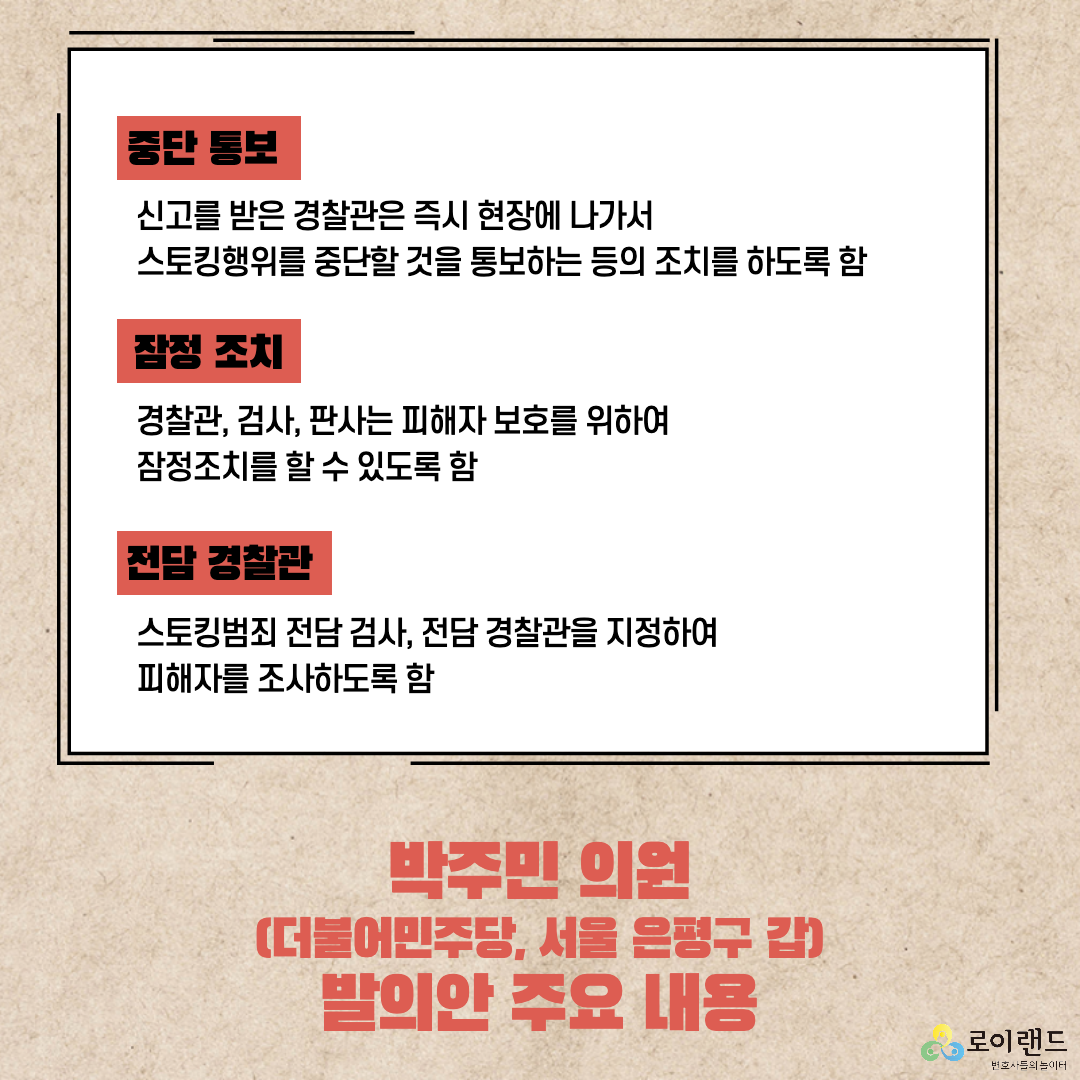 중단 통보
신고를 받은 경찰관은 즉시 현장에 나가서
스토킹행위를 중단할 것을 통보하는 등의 조치를 하도록 함
잠정 조치
경찰관, 검사, 판사는 피해자 보호를 위하여
잠정조치를 할 수 있도록 함
전담 경찰관
스토킹범죄 전담 검사, 전담 경찰관을 지정하여
피해자를 조사하도록 함
박주민 의원
(더불어민주당, 서울 은평구 갑)
발의안 주요 내용
로이랜드
변호사들의 놀이터